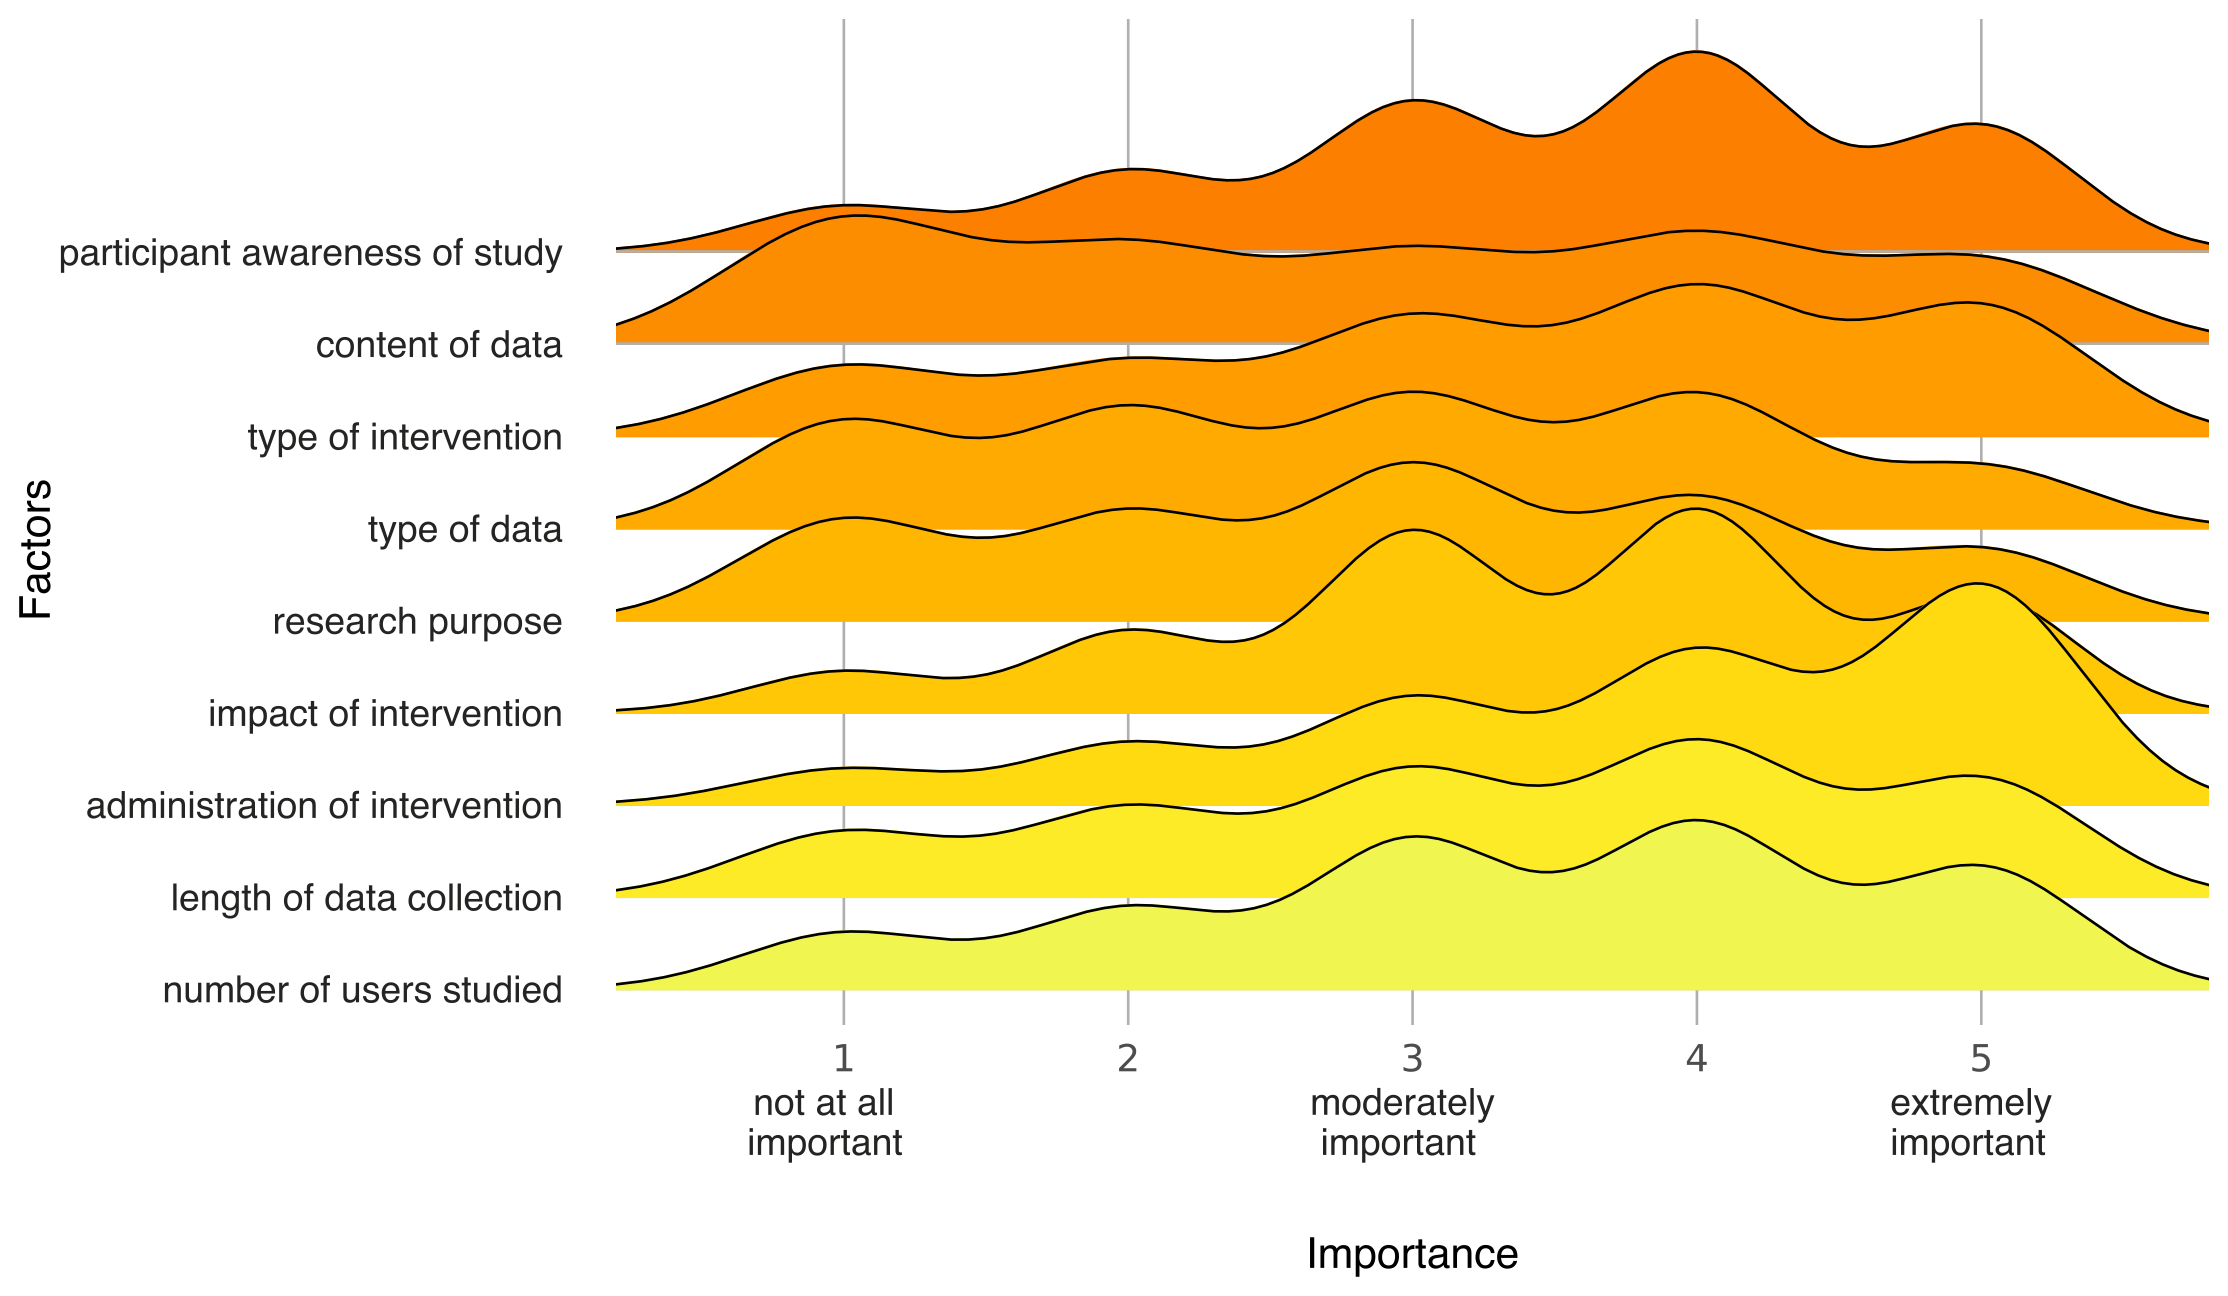 participant awareness of study
content of data
type of intervention
type of data
research purpose
impact of intervention
administration of intervention
length of data collection
number of users studied
Factors
1
2
3
4
5
not at all
important
moderately
important
extremely
important
Importance